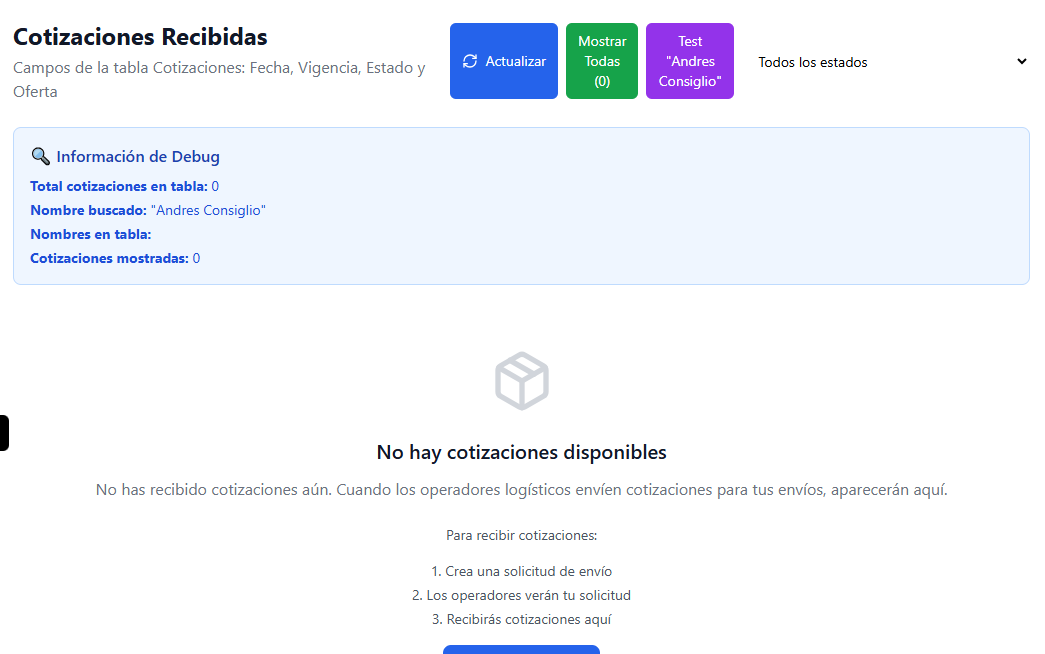 Cotizaciones Recibidas
Campos de la tabla Cotizaciones: Fecha, Vigencia, Estado y
Oferta
Actualizar
Mostrar
Todas
(0)
Test
"Andres
Consiglio"
Todos los estados
🔍 Información de Debug
Total cotizaciones en tabla: 0
Nombre buscado: "Andres Consiglio"
Nombres en tabla:
Cotizaciones mostradas: 0
No hay cotizaciones disponibles
No has recibido cotizaciones aún. Cuando los operadores logísticos envíen cotizaciones para tus envíos, aparecerán aquí.
Para recibir cotizaciones:
1. Crea una solicitud de envío
2. Los operadores verán tu solicitud
3. Recibirás cotizaciones aquí